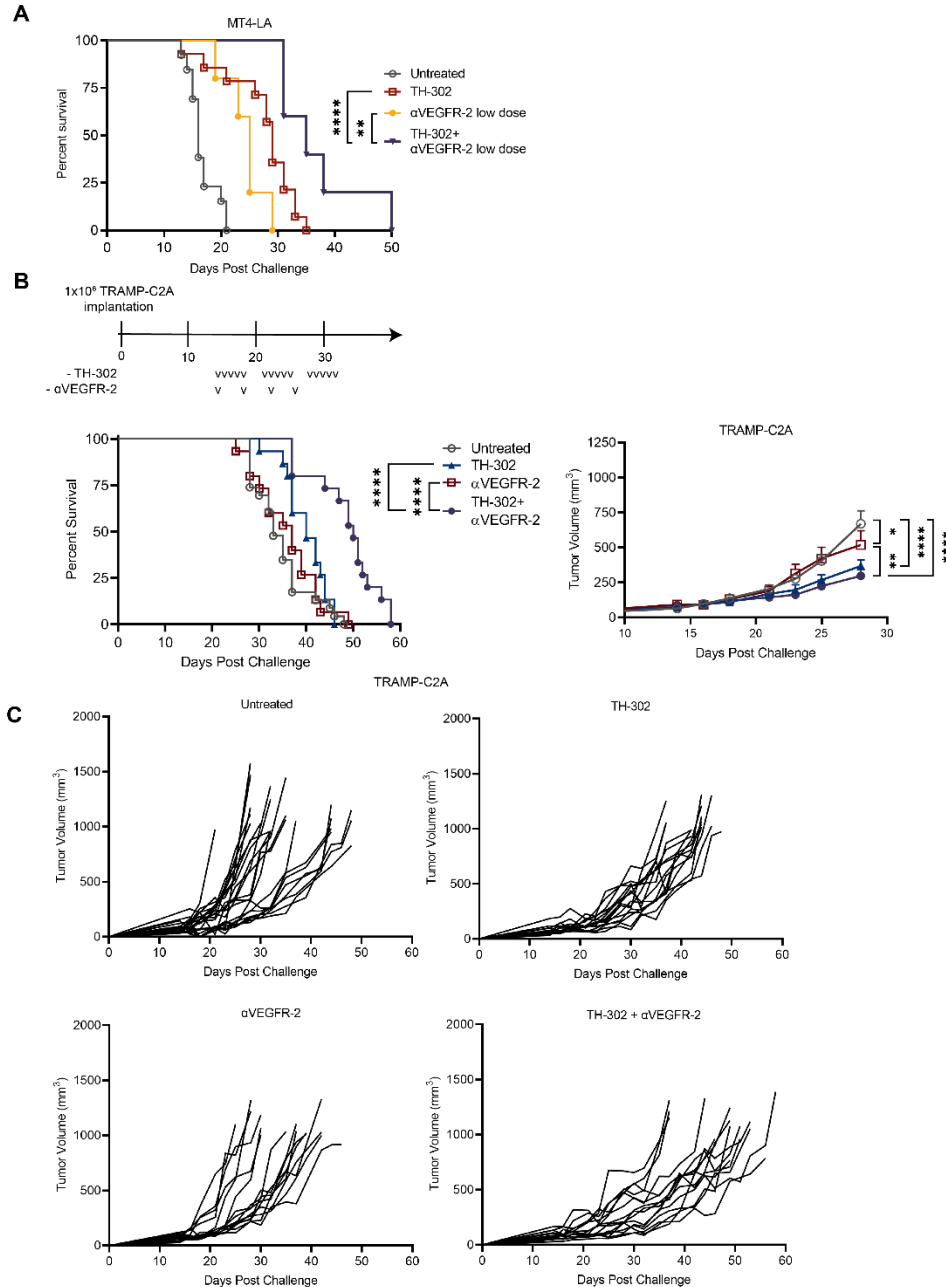 A
MT4-LA
100
75
50
25
0
Percent survival
0 10 20 30 40 50
Days Post Challenge
Untreated
TH-302
αVEGFR-2 low dose
TH-302+
αVEGFR-2 low dose
****
**
B
1x10⁶ TRAMP-C2A
implantation
0 10 20 30
- TH-302 vvvvv vvvvv vvvvv
- αVEGFR-2 v v v v
100
75
50
25
0
Percent Survival
0 10 20 30 40 50 60
Days Post Challenge
Untreated
TH-302
αVEGFR-2
TH-302+
αVEGFR-2
****
****
TRAMP-C2A
1250
1000
750
500
250
0
Tumor Volume (mm³)
10 15 20 25 30
Days Post Challenge
*
**
****
****
TRAMP-C2A
C
Untreated
2000
1500
1000
500
0
Tumor Volume (mm³)
0 10 20 30 40 50 60
Days Post Challenge
TH-302
2000
1500
1000
500
0
Tumor Volume (mm³)
0 10 20 30 40 50 60
Days Post Challenge
αVEGFR-2
2000
1500
1000
500
0
Tumor Volume (mm³)
0 10 20 30 40 50 60
Days Post Challenge
TH-302 + αVEGFR-2
2000
1500
1000
500
0
Tumor Volume (mm³)
0 10 20 30 40 50 60
Days Post Challenge